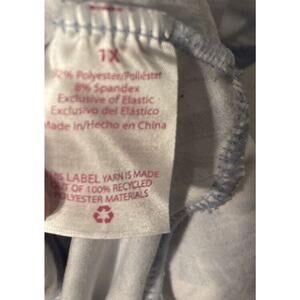 1X
92% Polyester/Poliéster
8% Spandex
Exclusive of Elastic
Exclusivo del Elástico
Made in/Hecho en China
LABEL YARN IS MADE
OUT OF 100% RECYCLED
POLYESTER MATERIALS